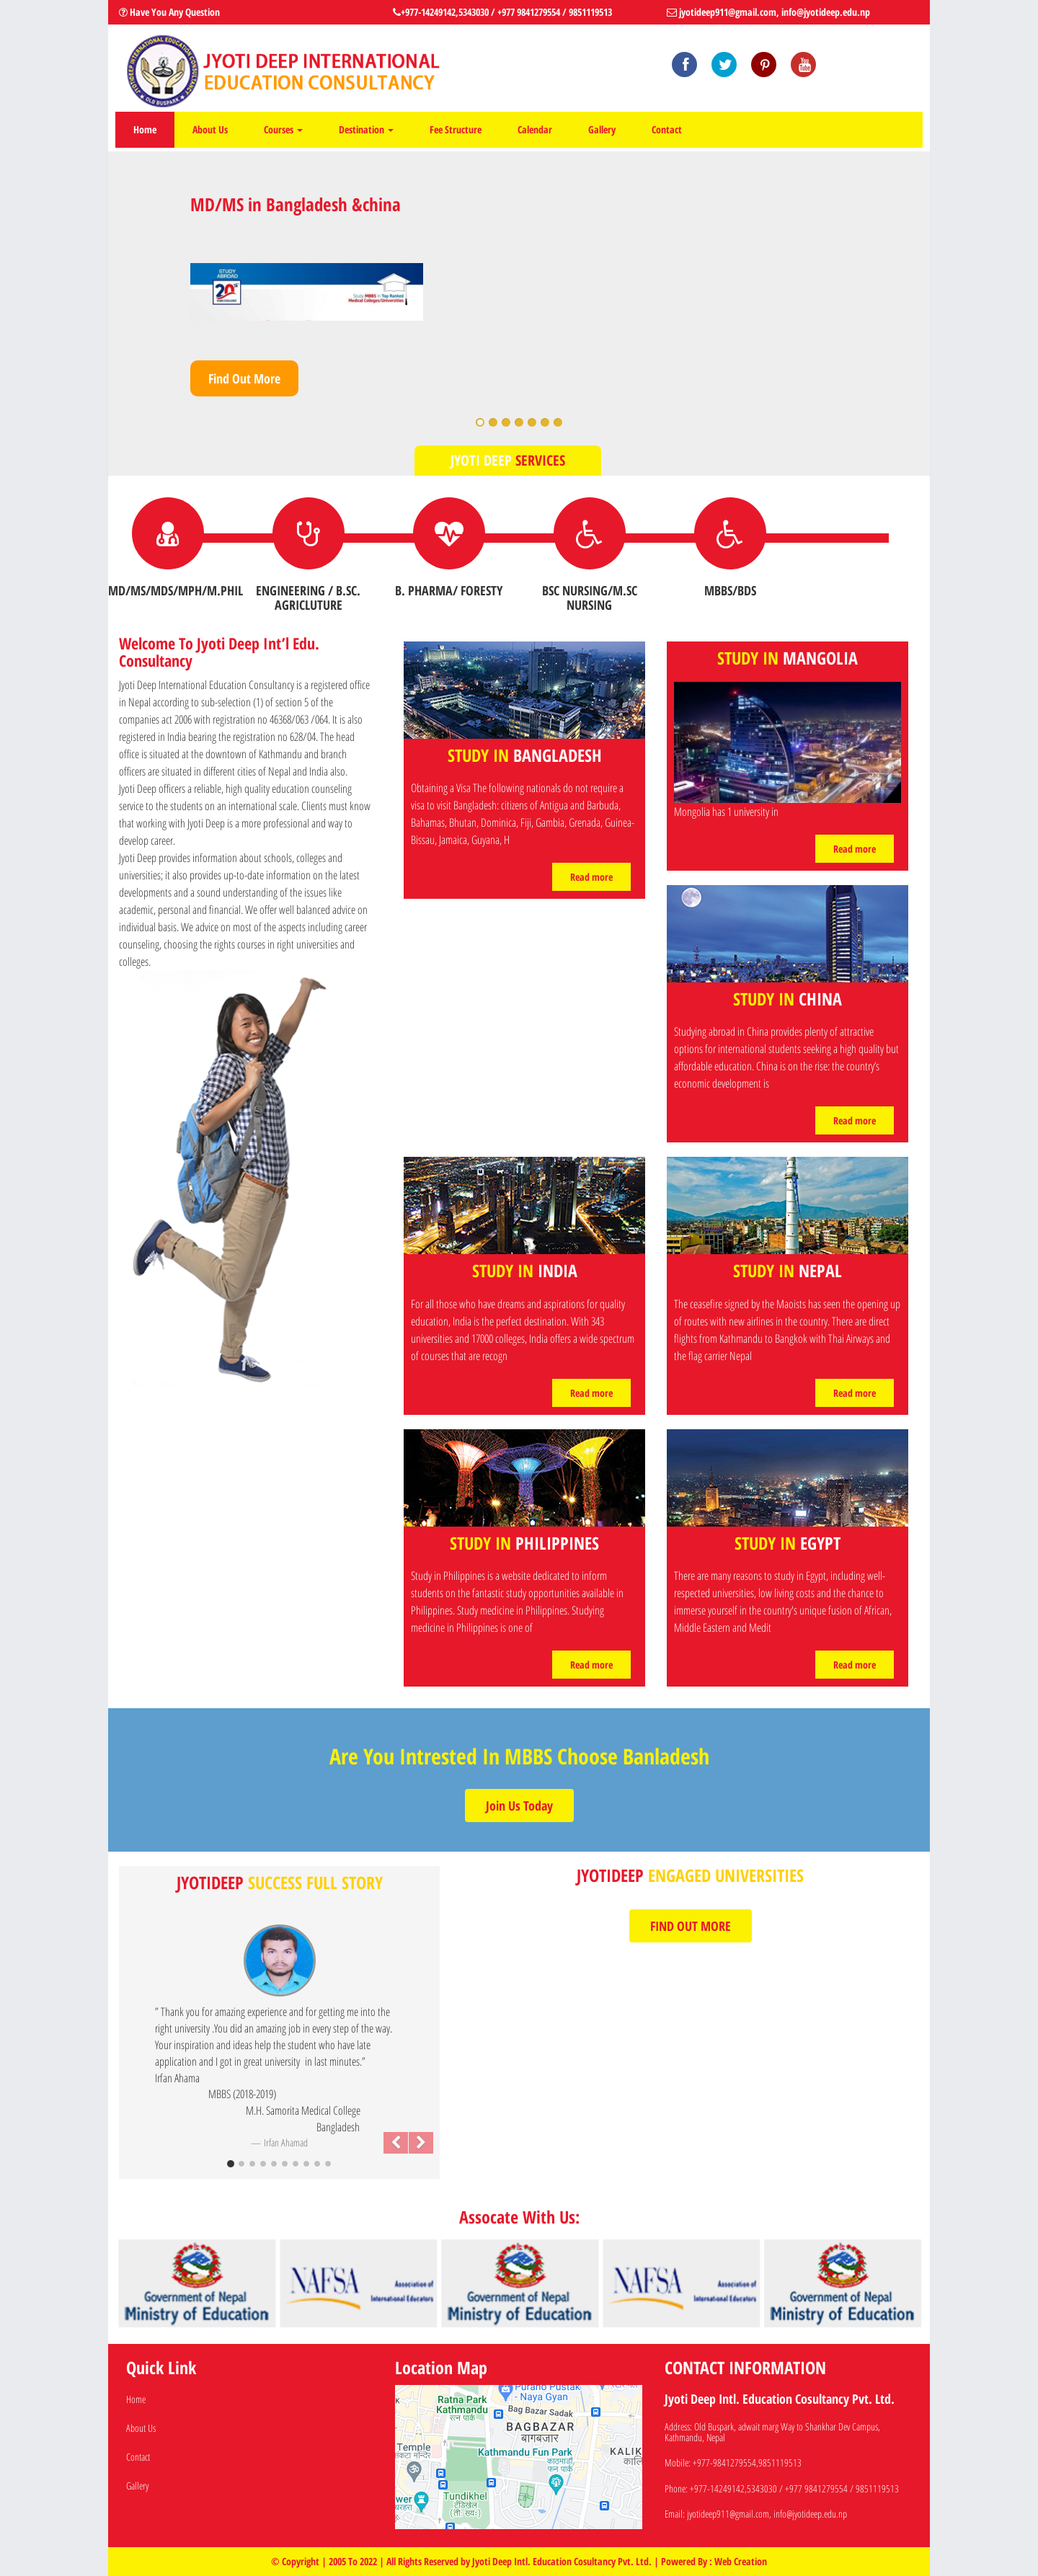 Have You Any Question
+977-14249142,5343030 / +977 9841279554 / 9851119513
jyotideep911@gmail.com, info@jyotideep.edu.np
JYOTI DEEP INTERNATIONAL
EDUCATION CONSULTANCY
OLD BUSPARK
Home
About Us
Courses
Destination
Fee Structure
Calendar
Gallery
Contact
MD/MS in Bangladesh &china
STUDY
ABROAD
Study MBBS in Top Ranked
Medical Colleges/Universities
Find Out More
JYOTI DEEP SERVICES
MD/MS/MDS/MPH/M.PHIL
ENGINEERING / B.SC.
AGRICLUTURE
B. PHARMA/ FORESTY
BSC NURSING/M.SC
NURSING
MBBS/BDS
Welcome To Jyoti Deep Int'l Edu.
Consultancy
Jyoti Deep International Education Consultancy is a registered office
in Nepal according to sub-selection (1) of section 5 of the
companies act 2006 with registration no 46368/063 /064. It is also
registered in India bearing the registration no 628/04. The head
office is situated at the downtown of Kathmandu and branch
officers are situated in different cities of Nepal and India also.
Jyoti Deep officers a reliable, high quality education counseling
service to the students on an international scale. Clients must know
that working with Jyoti Deep is a more professional and way to
develop career.
Jyoti Deep provides information about schools, colleges and
universities; it also provides up-to-date information on the latest
developments and a sound understanding of the issues like
academic, personal and financial. We offer well balanced advice on
individual basis. We advice on most of the aspects including career
counseling, choosing the rights courses in right universities and
colleges.
STUDY IN BANGLADESH
Obtaining a Visa The following nationals do not require a
visa to visit Bangladesh: citizens of Antigua and Barbuda,
Bahamas, Bhutan, Dominica, Fiji, Gambia, Grenada, Guinea-
Bissau, Jamaica, Guyana, H
Read more
STUDY IN MANGOLIA
Mongolia has 1 university in
Read more
STUDY IN CHINA
Studying abroad in China provides plenty of attractive
options for international students seeking a high quality but
affordable education. China is on the rise: the country's
economic development is
Read more
STUDY IN INDIA
For all those who have dreams and aspirations for quality
education, India is the perfect destination. With 343
universities and 17000 colleges, India offers a wide spectrum
of courses that are recogn
Read more
STUDY IN NEPAL
The ceasefire signed by the Maoists has seen the opening up
of routes with new airlines in the country. There are direct
flights from Kathmandu to Bangkok with Thai Airways and
the flag carrier Nepal
Read more
STUDY IN PHILIPPINES
Study in Philippines is a website dedicated to inform
students on the fantastic study opportunities available in
Philippines. Study medicine in Philippines. Studying
medicine in Philippines is one of
Read more
STUDY IN EGYPT
There are many reasons to study in Egypt, including well-
respected universities, low living costs and the chance to
immerse yourself in the country's unique fusion of African,
Middle Eastern and Medit
Read more
Are You Intrested In MBBS Choose Banladesh
Join Us Today
JYOTIDEEP SUCCESS FULL STORY
" Thank you for amazing experience and for getting me into the
right university .You did an amazing job in every step of the way.
Your inspiration and ideas help the student who have late
application and I got in great university  in last minutes."
Irfan Ahama
MBBS (2018-2019)
M.H. Samorita Medical College
Bangladesh
— Irfan Ahamad
JYOTIDEEP ENGAGED UNIVERSITIES
FIND OUT MORE
Assocate With Us:
Government of Nepal
Ministry of Education
NAFSA
Association of
International Educators
Government of Nepal
Ministry of Education
NAFSA
Association of
International Educators
Government of Nepal
Ministry of Education
Quick Link
Home
About Us
Contact
Gallery
Location Map
Purano Pustak
- Naya Gyan
Ratna Park
रत्न पार्क
Bag Bazar Sadak
BAGBAZAR
बागबजार
Kathmandu Fun Park
काठमाडौं
फन पार्क
KALIK
Temple
Tundikhel
CONTACT INFORMATION
Jyoti Deep Intl. Education Cosultancy Pvt. Ltd.
Address: Old Buspark, adwait marg Way to Shankhar Dev Campus,
Kathmandu, Nepal
Mobile: +977-9841279554,9851119513
Phone: +977-14249142,5343030 / +977 9841279554 / 9851119513
Email: jyotideep911@gmail.com, info@jyotideep.edu.np
© Copyright | 2005 To 2022 | All Rights Reserved by Jyoti Deep Intl. Education Cosultancy Pvt. Ltd. | Powered By : Web Creation